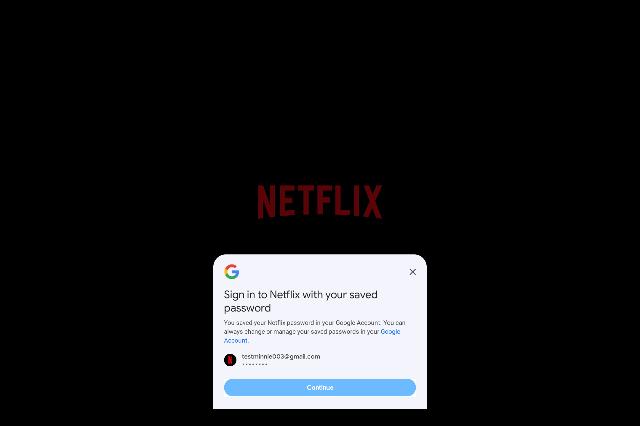 NETFLIX
Sign in to Netflix with your saved
password
You saved your Netflix password in your Google Account. You can
always change or manage your saved passwords in your Google
Account.
testminnie003@gmail.com
••••••••
Continue